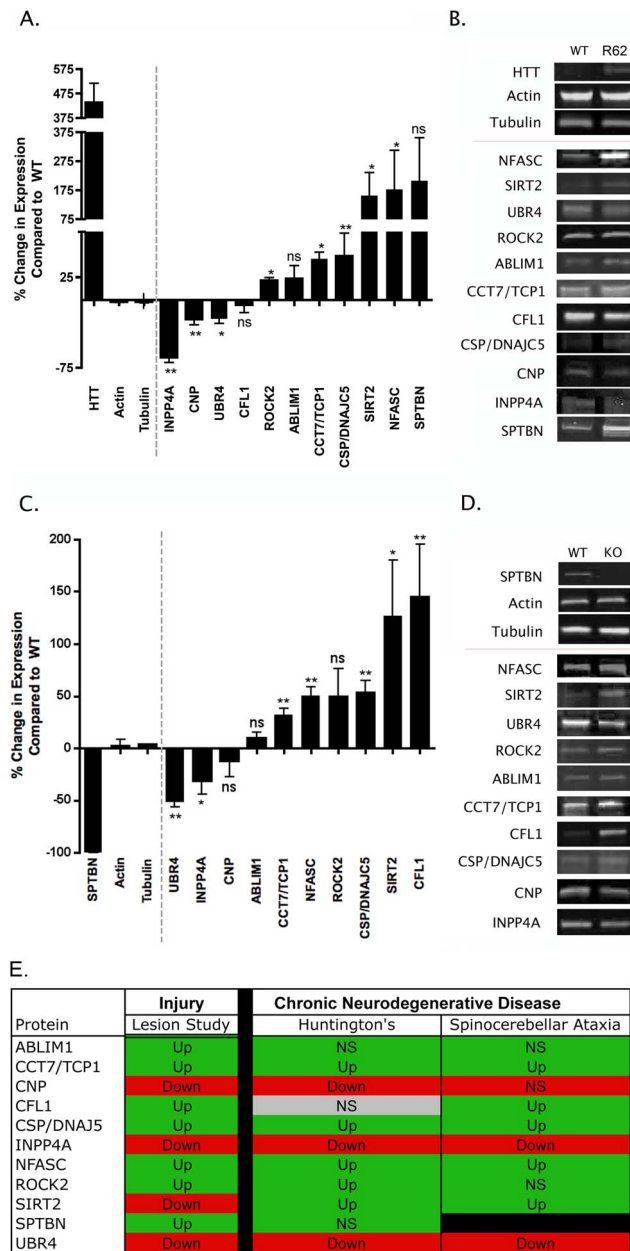 A.
% Change in Expression
Compared to WT
575
475
375
375
275
175
75
25
-75
** ** * ns * ns * ** * * ns
HTT
Actin
Tubulin
INPP4A
CNP
UBR4
CFL1
ROCK2
ABLIM1
CCT7/TCP1
CSP/DNAJC5
SIRT2
NFASC
SPTBN
B.
WT R62
HTT
Actin
Tubulin
NFASC
SIRT2
UBR4
ROCK2
ABLIM1
CCT7/TCP1
CFL1
CSP/DNAJC5
CNP
INPP4A
SPTBN
C.
% Change in Expression
Compared to WT
200
150
100
50
0
-50
-100
** * ns ns ** ** ns ** * **
SPTBN
Actin
Tubulin
UBR4
INPP4A
CNP
ABLIM1
CCT7/TCP1
NFASC
ROCK2
CSP/DNAJC5
SIRT2
CFL1
D.
WT KO
SPTBN
Actin
Tubulin
NFASC
SIRT2
UBR4
ROCK2
ABLIM1
CCT7/TCP1
CFL1
CSP/DNAJC5
CNP
INPP4A
E.
Injury Chronic Neurodegenerative Disease
Protein Lesion Study Huntington's Spinocerebellar Ataxia
ABLIM1 Up NS NS
CCT7/TCP1 Up Up Up
CNP Down Down NS
CFL1 Up NS Up
CSP/DNAJ5 Up Up Up
INPP4A Down Down Down
NFASC Up Up Up
ROCK2 Up Up NS
SIRT2 Down Up Up
SPTBN Up NS
UBR4 Down Down Down